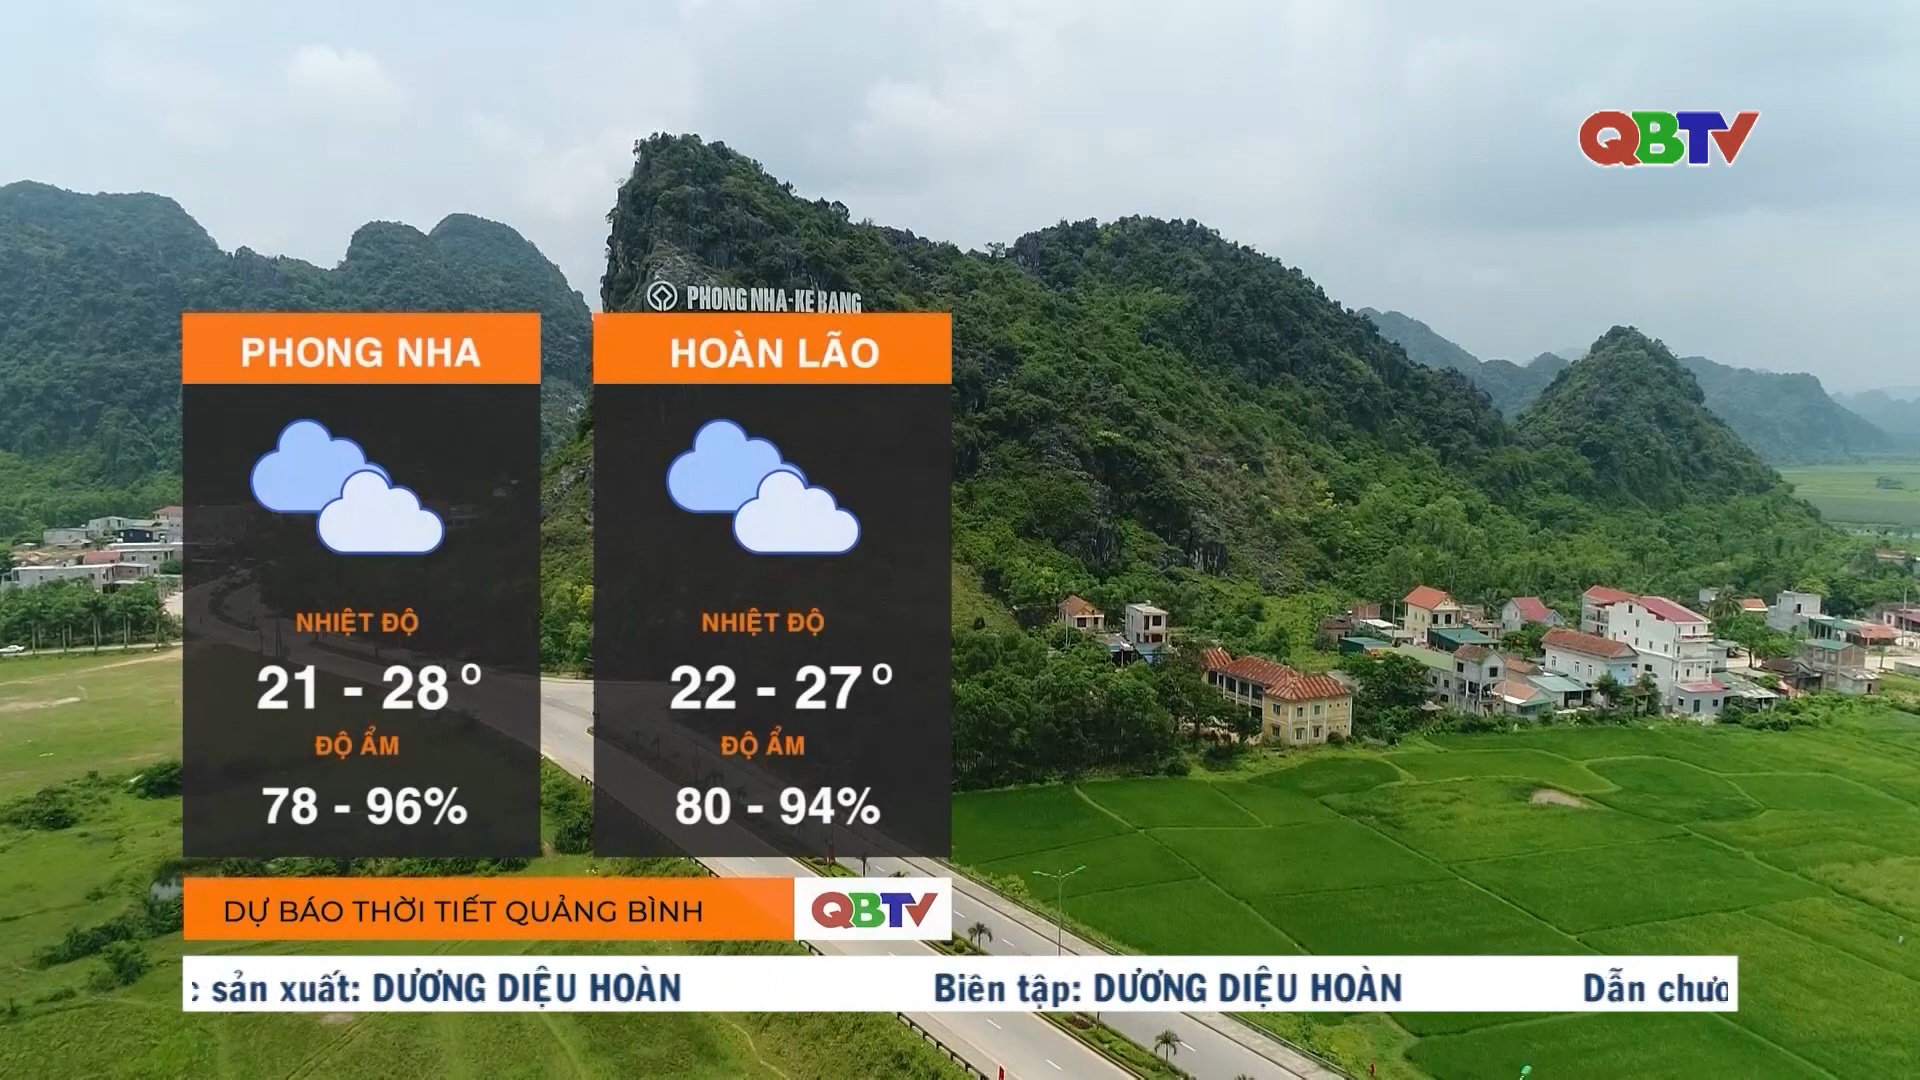 QBTV
PHONG NHA-KE BANG
PHONG NHA
NHIỆT ĐỘ
21 - 28°
ĐỘ ẨM
78 - 96%
HOÀN LÃO
NHIỆT ĐỘ
22 - 27°
ĐỘ ẨM
80 - 94%
DỰ BÁO THỜI TIẾT QUẢNG BÌNH
QBTV
sản xuất: DƯƠNG DIỆU HOÀN
Biên tập: DƯƠNG DIỆU HOÀN
Dẫn chươ